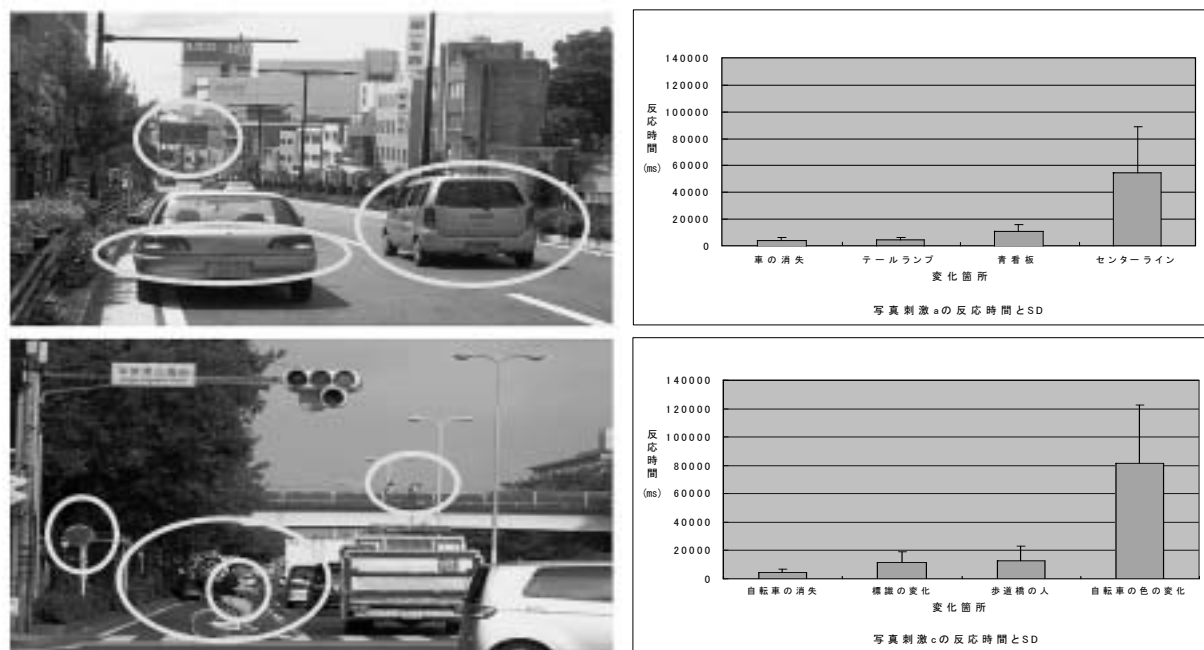 140000
120000
100000
80000
60000
40000
20000
0
反応時間
(ms)
車の消失
テールランプ
青看板
センターライン
変化箇所
写真刺激aの反応時間とSD
140000
120000
100000
80000
60000
40000
20000
0
反応時間
(ms)
自転車の消失
標識の変化
歩道橋の人
自転車の色の変化
変化箇所
写真刺激cの反応時間とSD